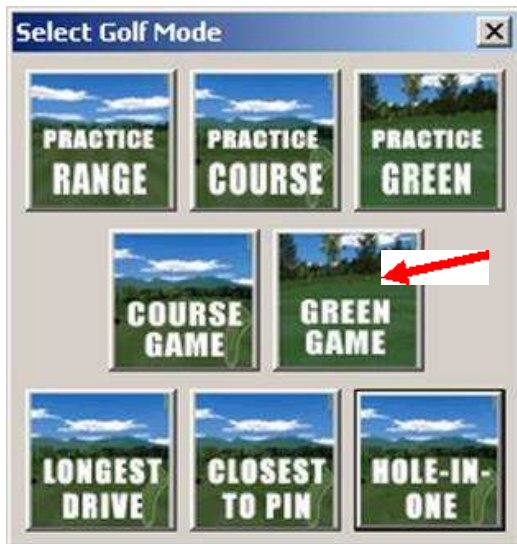 Select Golf Mode
PRACTICE
RANGE
PRACTICE
COURSE
PRACTICE
GREEN
COURSE
GAME
GREEN
GAME
LONGEST
DRIVE
CLOSEST
TO PIN
HOLE-IN-
ONE